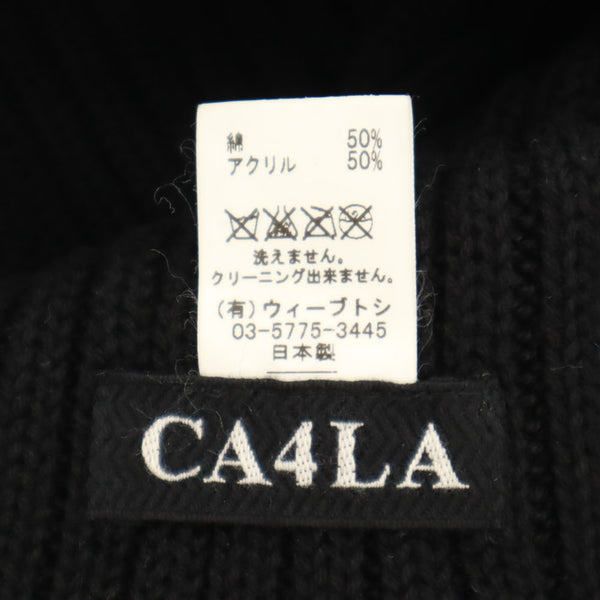 綿 50%
アクリル 50%
洗えません。
クリーニング出来ません。
(有)ウィーブトシ
03-5775-3445
日本製
CA4LA